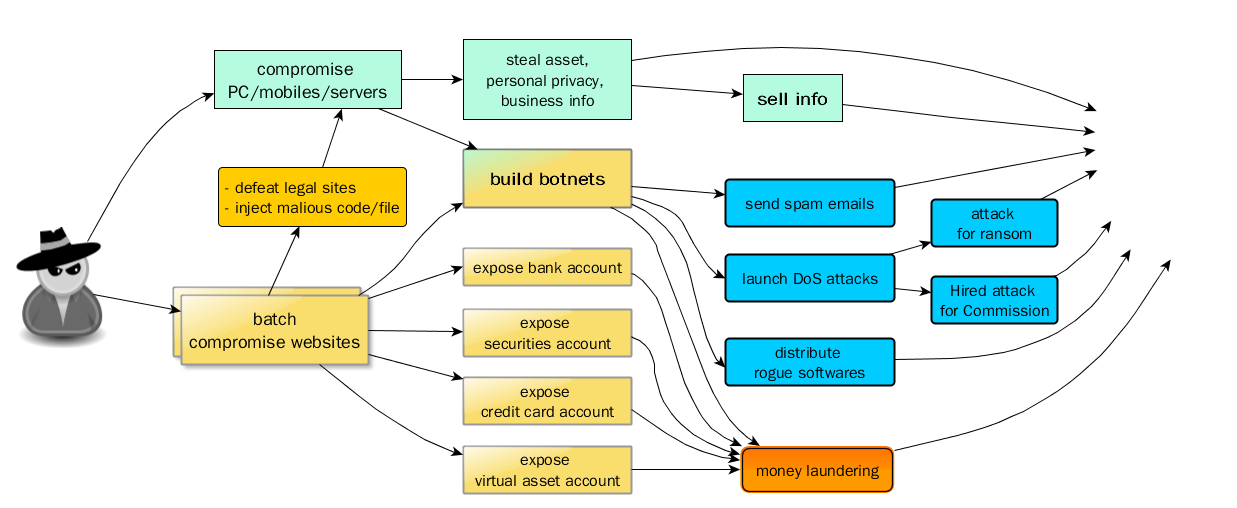 compromise
PC/mobiles/servers
steal asset,
personal privacy,
business info
sell info
- defeat legal sites
- inject malious code/file
build botnets
send spam emails
attack
for ransom
launch DoS attacks
Hired attack
for Commission
batch
compromise websites
expose bank account
expose
securities account
distribute
rogue softwares
expose
credit card account
expose
virtual asset account
money laundering